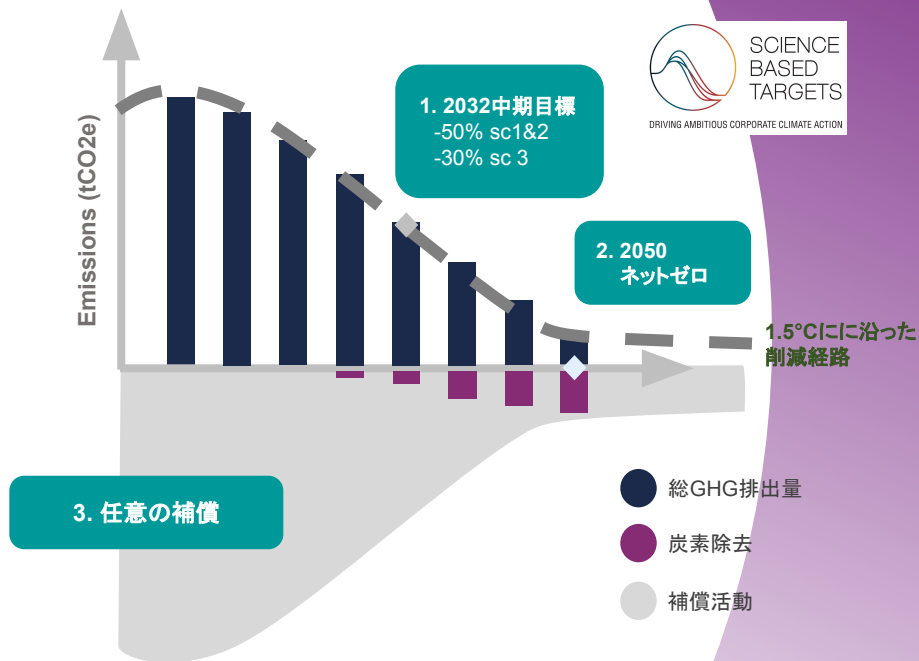 SCIENCE
BASED
TARGETS
DRIVING AMBITIOUS CORPORATE CLIMATE ACTION
Emissions (tCO2e)
1. 2032中期目標
-50% sc1&2
-30% sc 3
2. 2050
ネットゼロ
1.5°Cにに沿った
削減経路
3. 任意の補償
総GHG排出量
炭素除去
補償活動